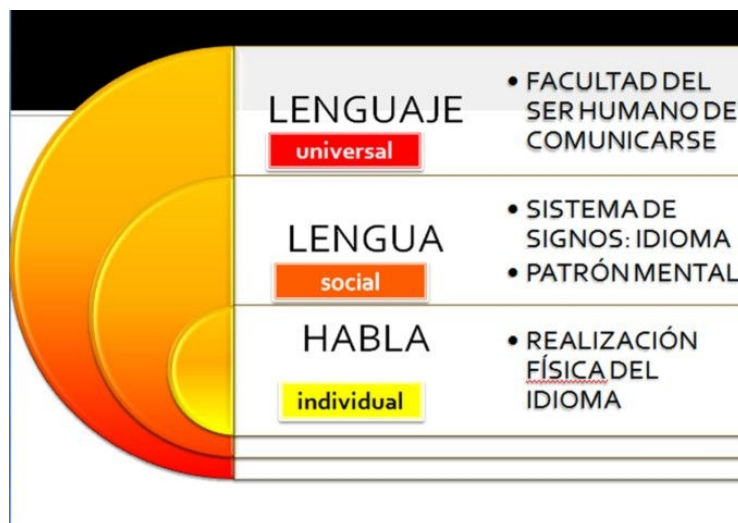 LENGUAJE
universal
• FACULTAD DEL
SER HUMANO DE
COMUNICARSE
LENGUA
social
• SISTEMA DE
SIGNOS: IDIOMA
• PATRÓN MENTAL
HABLA
individual
• REALIZACIÓN
FÍSICA DEL
IDIOMA